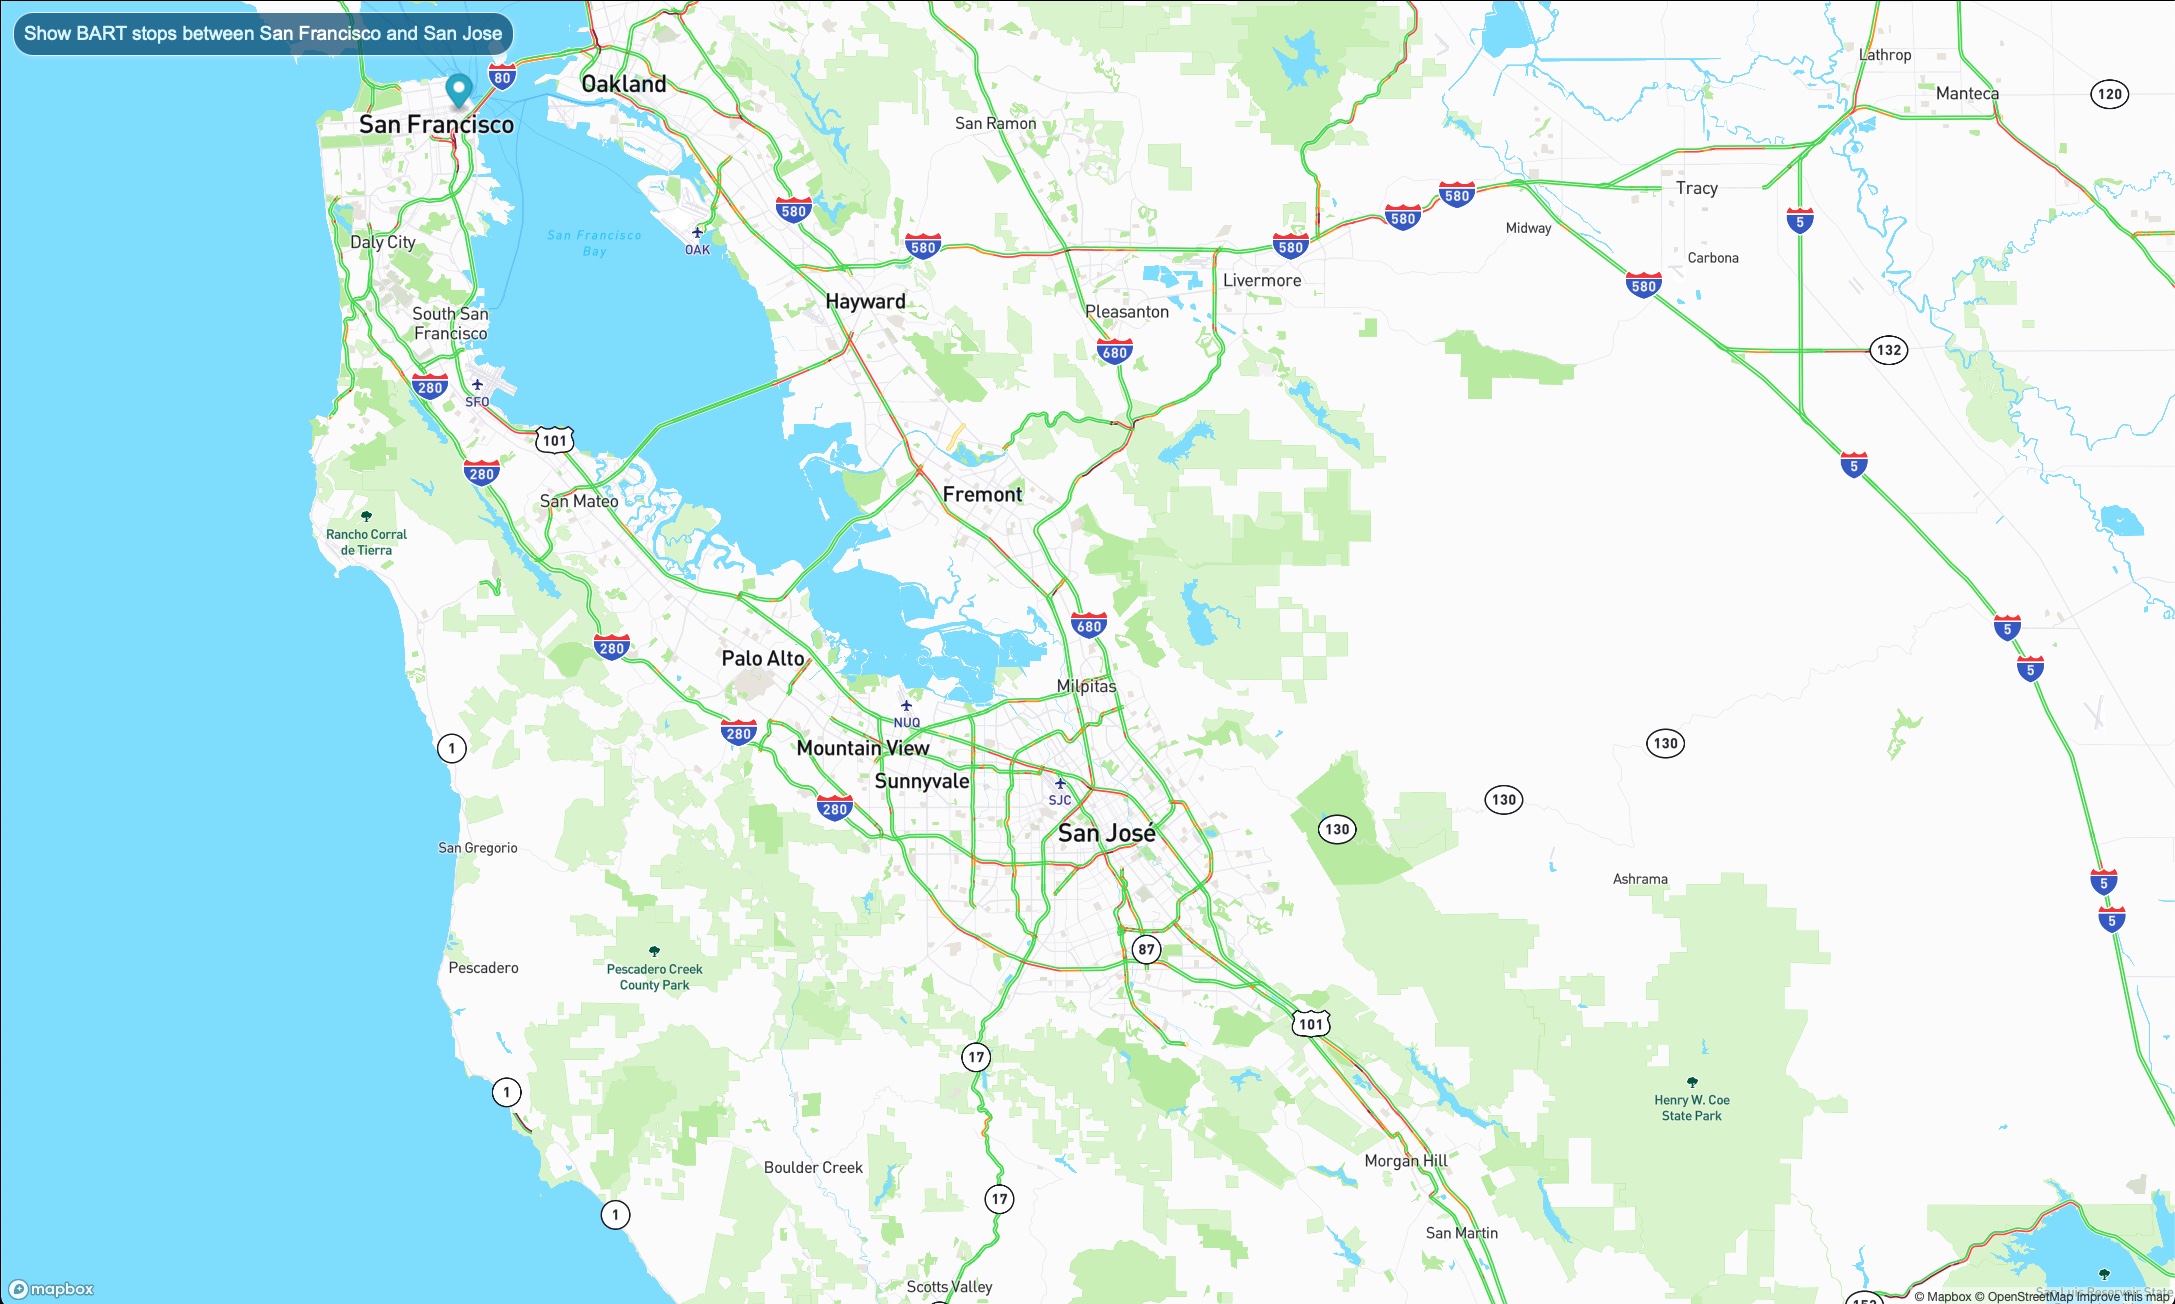 Show BART stops between San Francisco and San Jose
80
Oakland
San Francisco
San Ramon
Lathrop
Manteca
120
Tracy
580
580
580
Midway
5
OAK
San Francisco
Bay
Daly City
580
580
Carbona
Livermore
580
Hayward
Pleasanton
South San
Francisco
680
132
280
SFO
101
280
San Mateo
Fremont
5
Rancho Corral
de Tierra
680
5
280
Palo Alto
5
Milpitas
NUQ
280
Mountain View
1
130
Sunnyvale
SJC
130
280
San José
130
San Gregorio
Ashrama
5
5
87
Pescadero
Pescadero Creek
County Park
101
17
1
Henry W. Coe
State Park
Morgan Hill
Boulder Creek
17
1
San Martin
Scotts Valley
152
San Luis Reservoir State
mapbox
© Mapbox © OpenStreetMap Improve this map